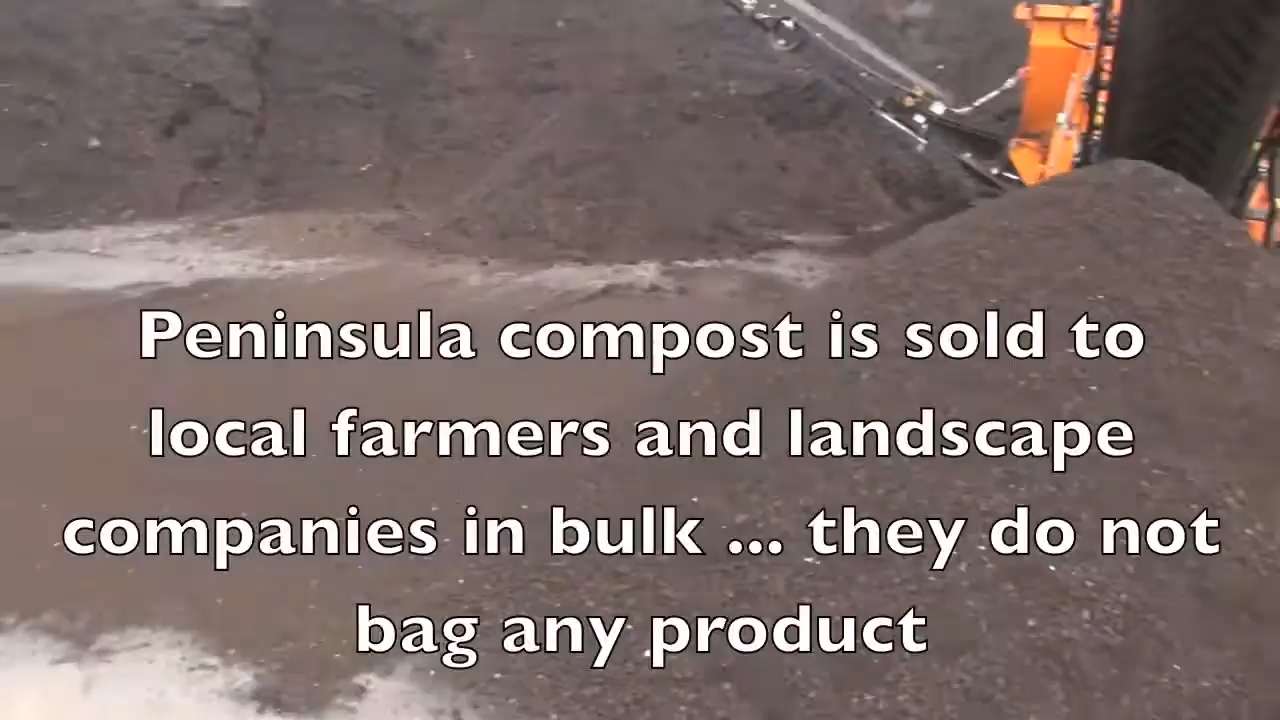 Peninsula compost is sold to
local farmers and landscape
companies in bulk ... they do not
bag any product